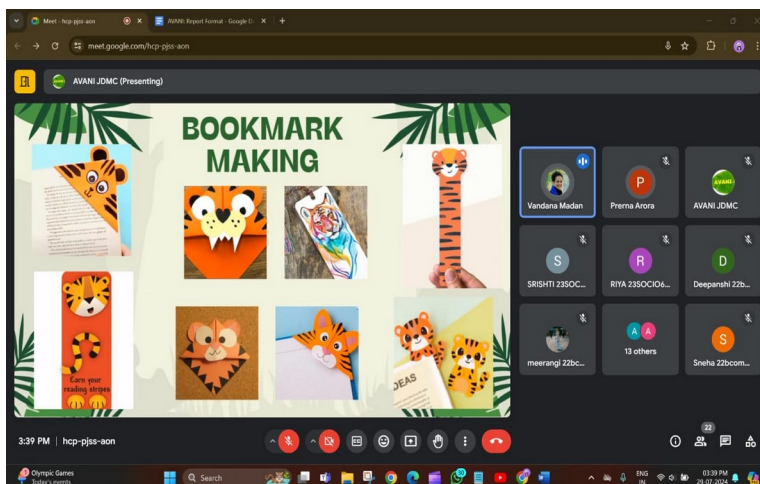 Meet - hcp-pjss-aon
AVANI: Report Format - Google D
meet.google.com/hcp-pjss-aon
AVANI JDMC (Presenting)
BOOKMARK
MAKING
Earn your
reading stripes
IDEAS
Vandana Madan
P
Prerna Arora
AVANI
AVANI JDMC
S
SRISHTI 23SOC...
R
RIYA 23SOCIO6...
D
Deepanshi 22b...
meerangi 22bc...
A A
13 others
S
Sneha 22bcom...
3:39 PM | hcp-pjss-aon
22
Olympic Games
Today's events
Search
ENG
IN
03:39 PM
29-07-2024